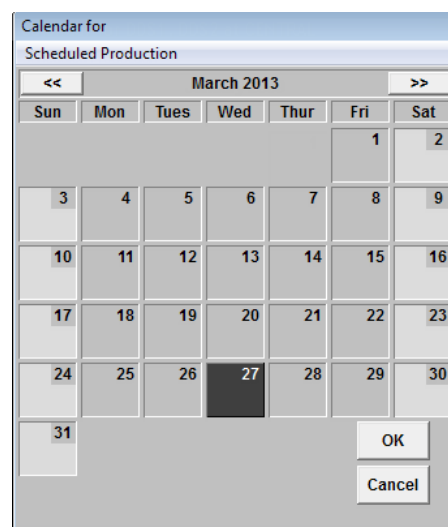 Calendar for
Scheduled Production
<< March 2013 >>
Sun Mon Tues Wed Thur Fri Sat
1 2
3 4 5 6 7 8 9
10 11 12 13 14 15 16
17 18 19 20 21 22 23
24 25 26 27 28 29 30
31
OK
Cancel